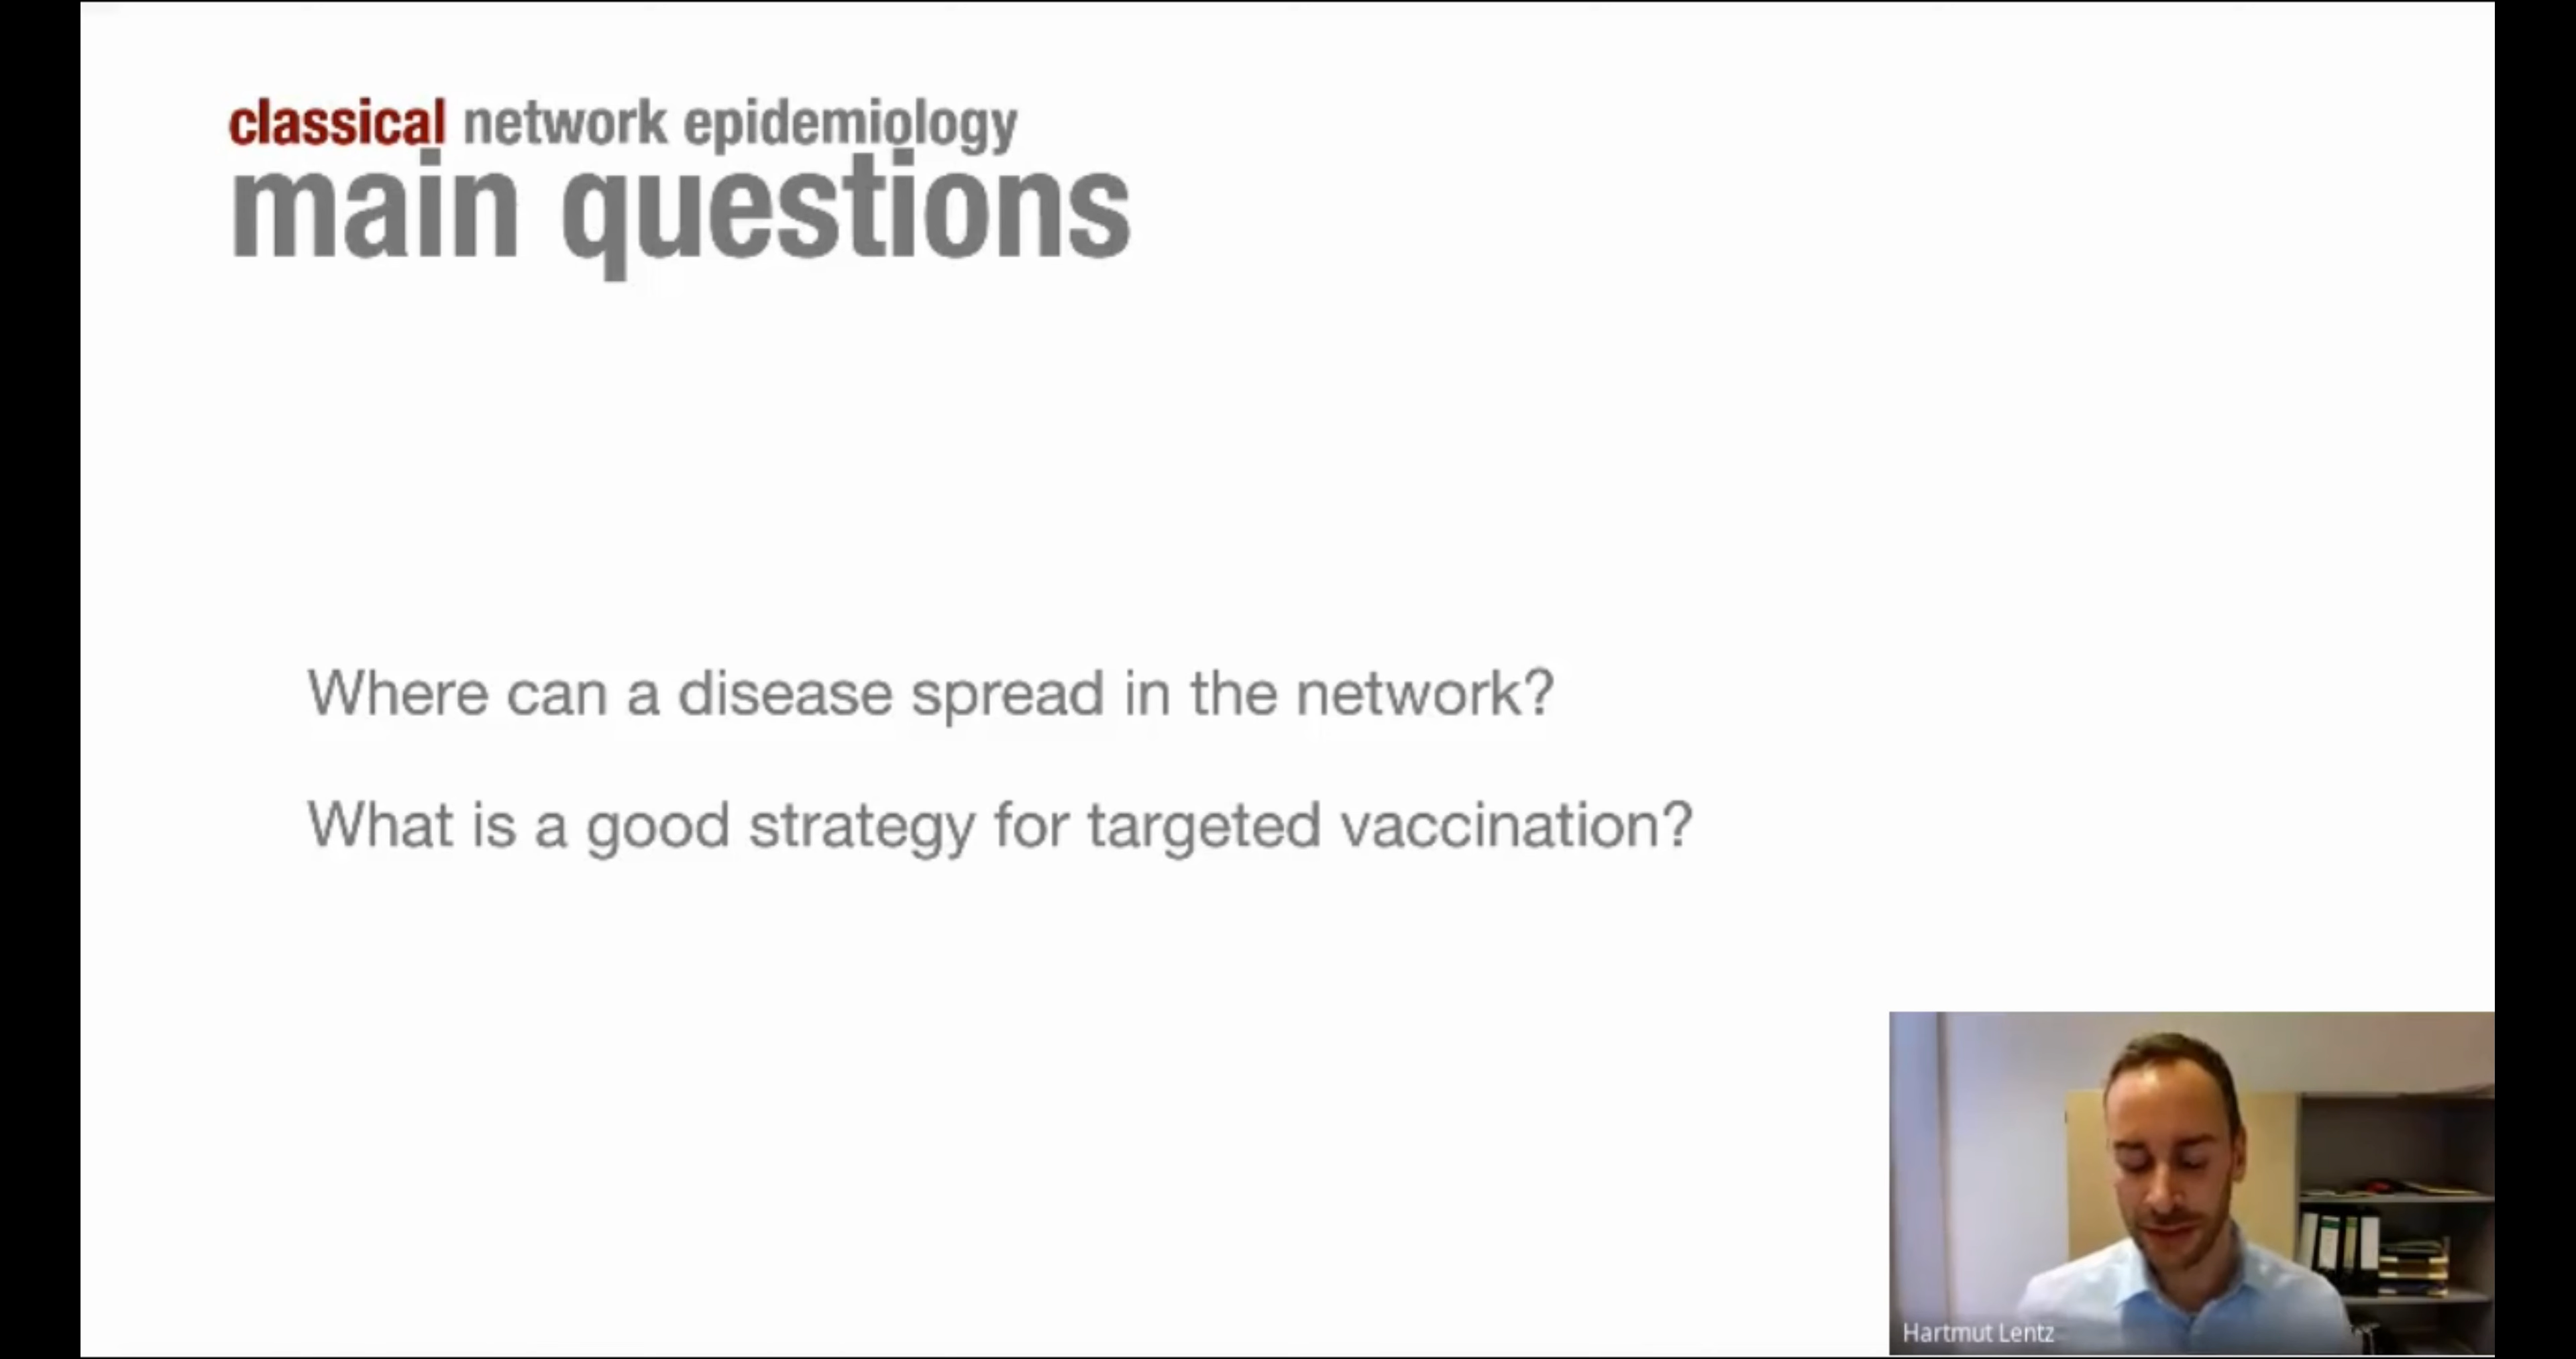 classical network epidemiology
main questions
Where can a disease spread in the network?
What is a good strategy for targeted vaccination?
Hartmut Lentz